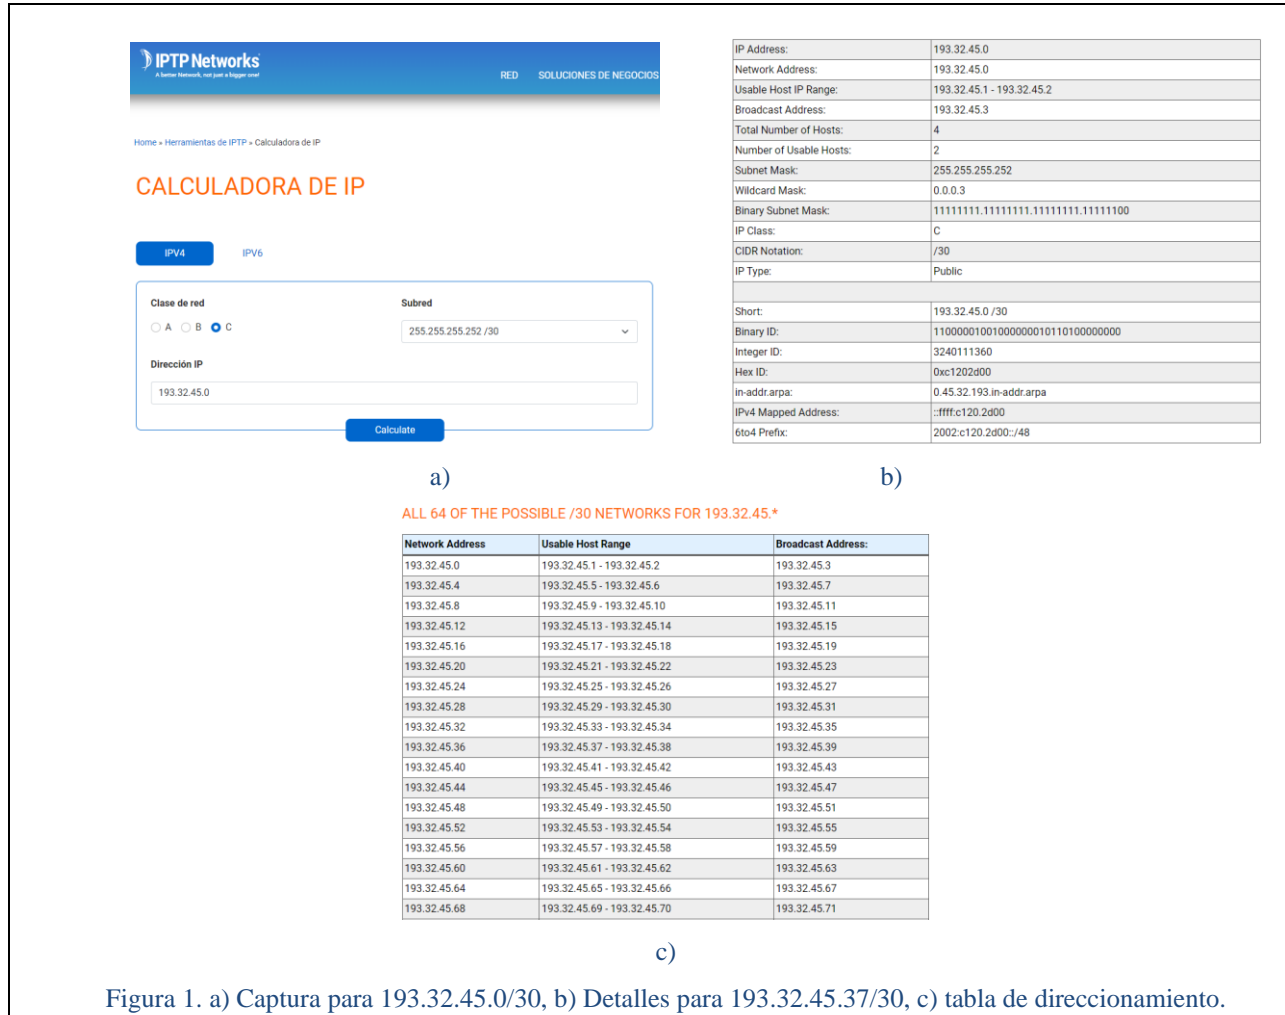 IPTP Networks
A better Network, not just a bigger one!
RED SOLUCIONES DE NEGOCIOS
Home » Herramientas de IPTP » Calculadora de IP
CALCULADORA DE IP
IPV4 IPV6
Clase de red Subred
A B C 255.255.255.252 /30
Dirección IP
193.32.45.0
Calculate
a)
IP Address: 193.32.45.0
Network Address: 193.32.45.0
Usable Host IP Range: 193.32.45.1 - 193.32.45.2
Broadcast Address: 193.32.45.3
Total Number of Hosts: 4
Number of Usable Hosts: 2
Subnet Mask: 255.255.255.252
Wildcard Mask: 0.0.0.3
Binary Subnet Mask: 11111111.11111111.11111111.11111100
IP Class: C
CIDR Notation: /30
IP Type: Public
Short: 193.32.45.0 /30
Binary ID: 11000001001000000010110100000000
Integer ID: 3240111360
Hex ID: 0xc1202d00
in-addr.arpa: 0.45.32.193.in-addr.arpa
IPv4 Mapped Address: ::ffff:c120.2d00
6to4 Prefix: 2002:c120.2d00::/48
b)
ALL 64 OF THE POSSIBLE /30 NETWORKS FOR 193.32.45.*
Network Address Usable Host Range Broadcast Address:
193.32.45.0 193.32.45.1 - 193.32.45.2 193.32.45.3
193.32.45.4 193.32.45.5 - 193.32.45.6 193.32.45.7
193.32.45.8 193.32.45.9 - 193.32.45.10 193.32.45.11
193.32.45.12 193.32.45.13 - 193.32.45.14 193.32.45.15
193.32.45.16 193.32.45.17 - 193.32.45.18 193.32.45.19
193.32.45.20 193.32.45.21 - 193.32.45.22 193.32.45.23
193.32.45.24 193.32.45.25 - 193.32.45.26 193.32.45.27
193.32.45.28 193.32.45.29 - 193.32.45.30 193.32.45.31
193.32.45.32 193.32.45.33 - 193.32.45.34 193.32.45.35
193.32.45.36 193.32.45.37 - 193.32.45.38 193.32.45.39
193.32.45.40 193.32.45.41 - 193.32.45.42 193.32.45.43
193.32.45.44 193.32.45.45 - 193.32.45.46 193.32.45.47
193.32.45.48 193.32.45.49 - 193.32.45.50 193.32.45.51
193.32.45.52 193.32.45.53 - 193.32.45.54 193.32.45.55
193.32.45.56 193.32.45.57 - 193.32.45.58 193.32.45.59
193.32.45.60 193.32.45.61 - 193.32.45.62 193.32.45.63
193.32.45.64 193.32.45.65 - 193.32.45.66 193.32.45.67
193.32.45.68 193.32.45.69 - 193.32.45.70 193.32.45.71
c)
Figura 1. a) Captura para 193.32.45.0/30, b) Detalles para 193.32.45.37/30, c) tabla de direccionamiento.